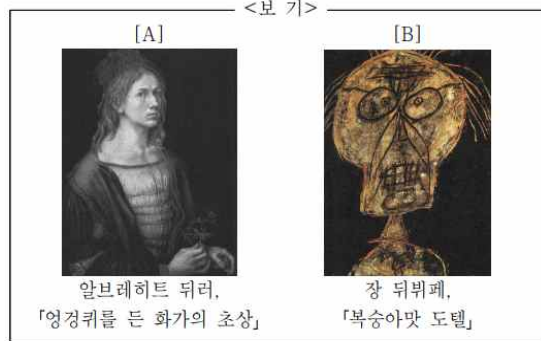 <보 기>
[A]
[B]
알브레히트 뒤러,
「엉겅퀴를 든 화가의 초상」
장 뒤뷔페,
「복숭아맛 도텔」